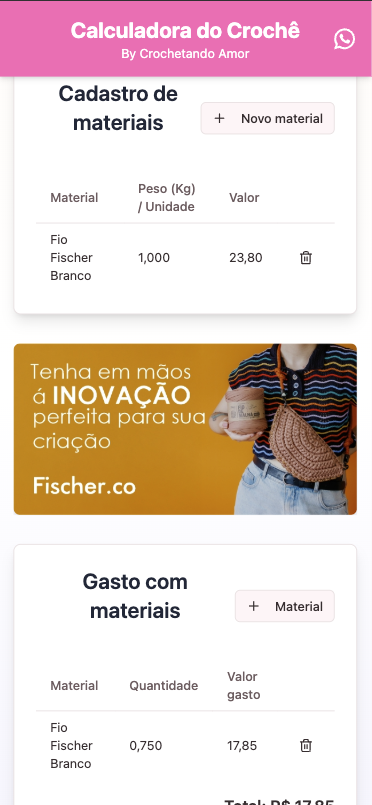 Calculadora do Crochê
By Crochetando Amor
Cadastro de
materiais
+ Novo material
Material
Peso (Kg)
/ Unidade
Valor
Fio
Fischer
Branco
1,000
23,80
Tenha em mãos
á INOVAÇÃO
perfeita para sua
criação
Fischer.co
Gasto com
materiais
+ Material
Material
Quantidade
Valor
gasto
Fio
Fischer
Branco
0,750
17,85
Total: R$ 17,85